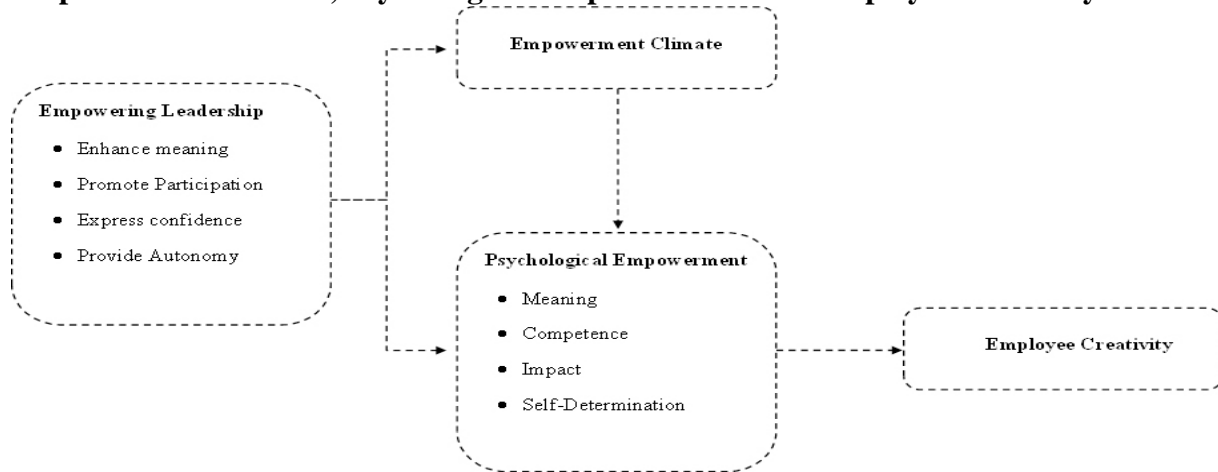 Empowerment Climate
Empowering Leadership
• Enhance meaning
• Promote Participation
• Express confidence
• Provide Autonomy
Psychological Empowerment
• Meaning
• Competence
• Impact
• Self-Determination
Employee Creativity